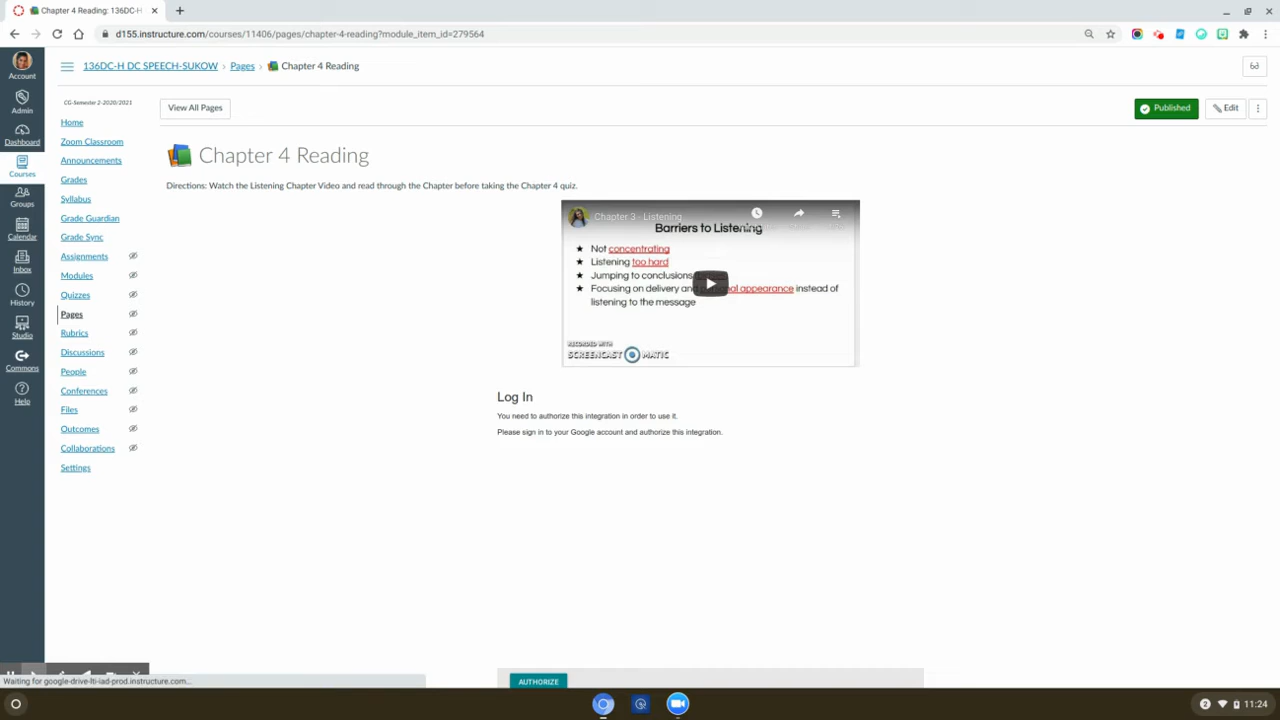 Chapter 4 Reading: 136DC-H
d155.instructure.com/courses/11406/pages/chapter-4-reading?module_item_id=279564
Account
Admin
Dashboard
Courses
Groups
Calendar
Inbox
History
Studio
Commons
Help
136DC-H DC SPEECH-SUKOW › Pages › Chapter 4 Reading
CG-Semester 2-2020/2021
Home
Zoom Classroom
Announcements
Grades
Syllabus
Grade Guardian
Grade Sync
Assignments
Modules
Quizzes
Pages
Rubrics
Discussions
People
Conferences
Files
Outcomes
Collaborations
Settings
View All Pages
Published
Edit
Chapter 4 Reading
Directions: Watch the Listening Chapter Video and read through the Chapter before taking the Chapter 4 quiz.
Chapter 3 - Listening
Barriers to Listening
★ Not concentrating
★ Listening too hard
★ Jumping to conclusions
★ Focusing on delivery and personal appearance instead of
listening to the message
RECORDED WITH
SCREENCAST MATIC
Log In
You need to authorize this integration in order to use it.
Please sign in to your Google account and authorize this integration.
AUTHORIZE
Waiting for google-drive-lti-iad-prod.instructure.com...
2
11:24